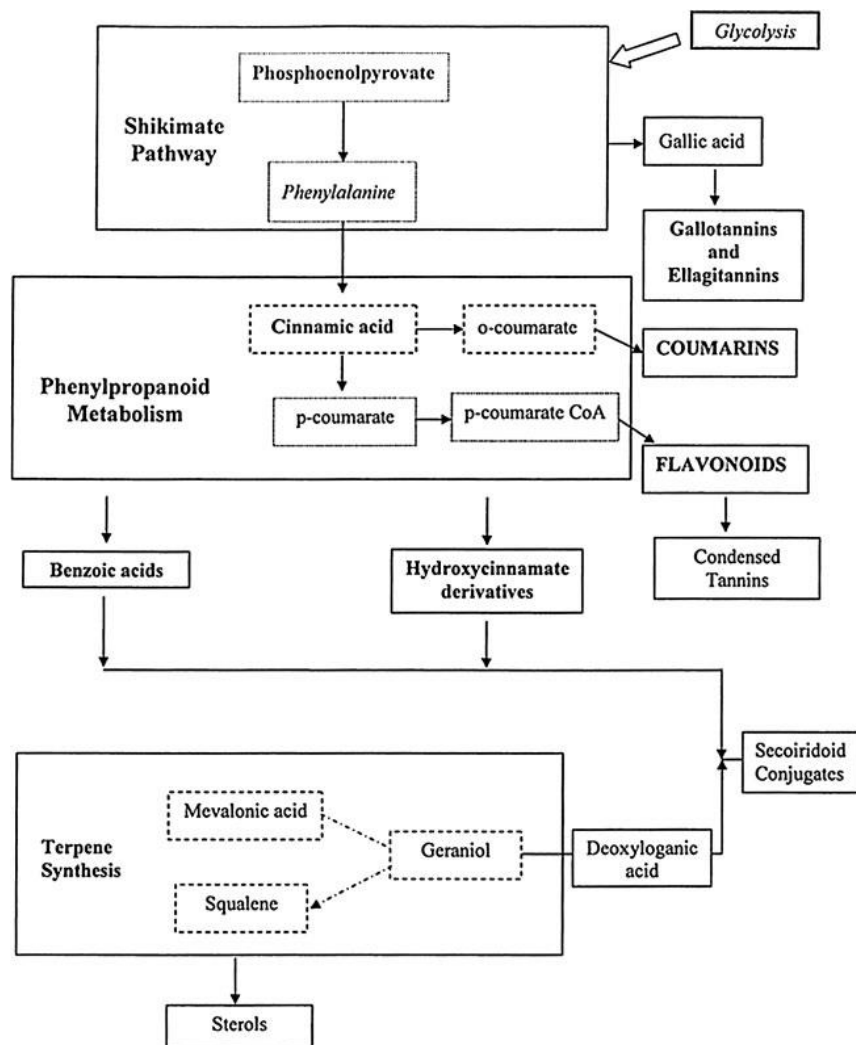 Glycolysis
Phosphoenolpyrovate
Shikimate
Pathway
Gallic acid
Phenylalanine
Gallotannins
and
Ellagitannins
Cinnamic acid
o-coumarate
COUMARINS
Phenylpropanoid
Metabolism
p-coumarate
p-coumarate CoA
FLAVONOIDS
Benzoic acids
Hydroxycinnamate
derivatives
Condensed
Tannins
Secoiridoid
Conjugates
Mevalonic acid
Terpene
Synthesis
Geraniol
Deoxyloganic
acid
Squalene
Sterols